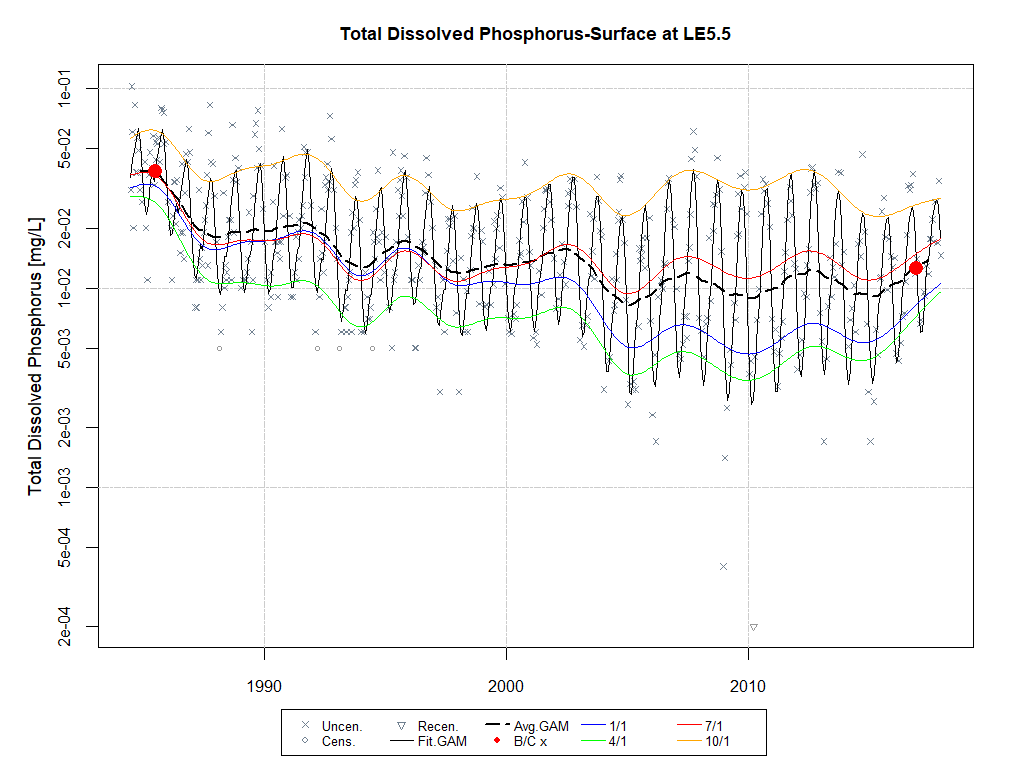 Total Dissolved Phosphorus-Surface at LE5.5
Total Dissolved Phosphorus [mg/L]
1e-01
5e-02
2e-02
1e-02
5e-03
2e-03
1e-03
5e-04
2e-04
1990
2000
2010
Uncen. Recen. Avg.GAM 1/1 7/1
Cens. Fit.GAM B/C x 4/1 10/1